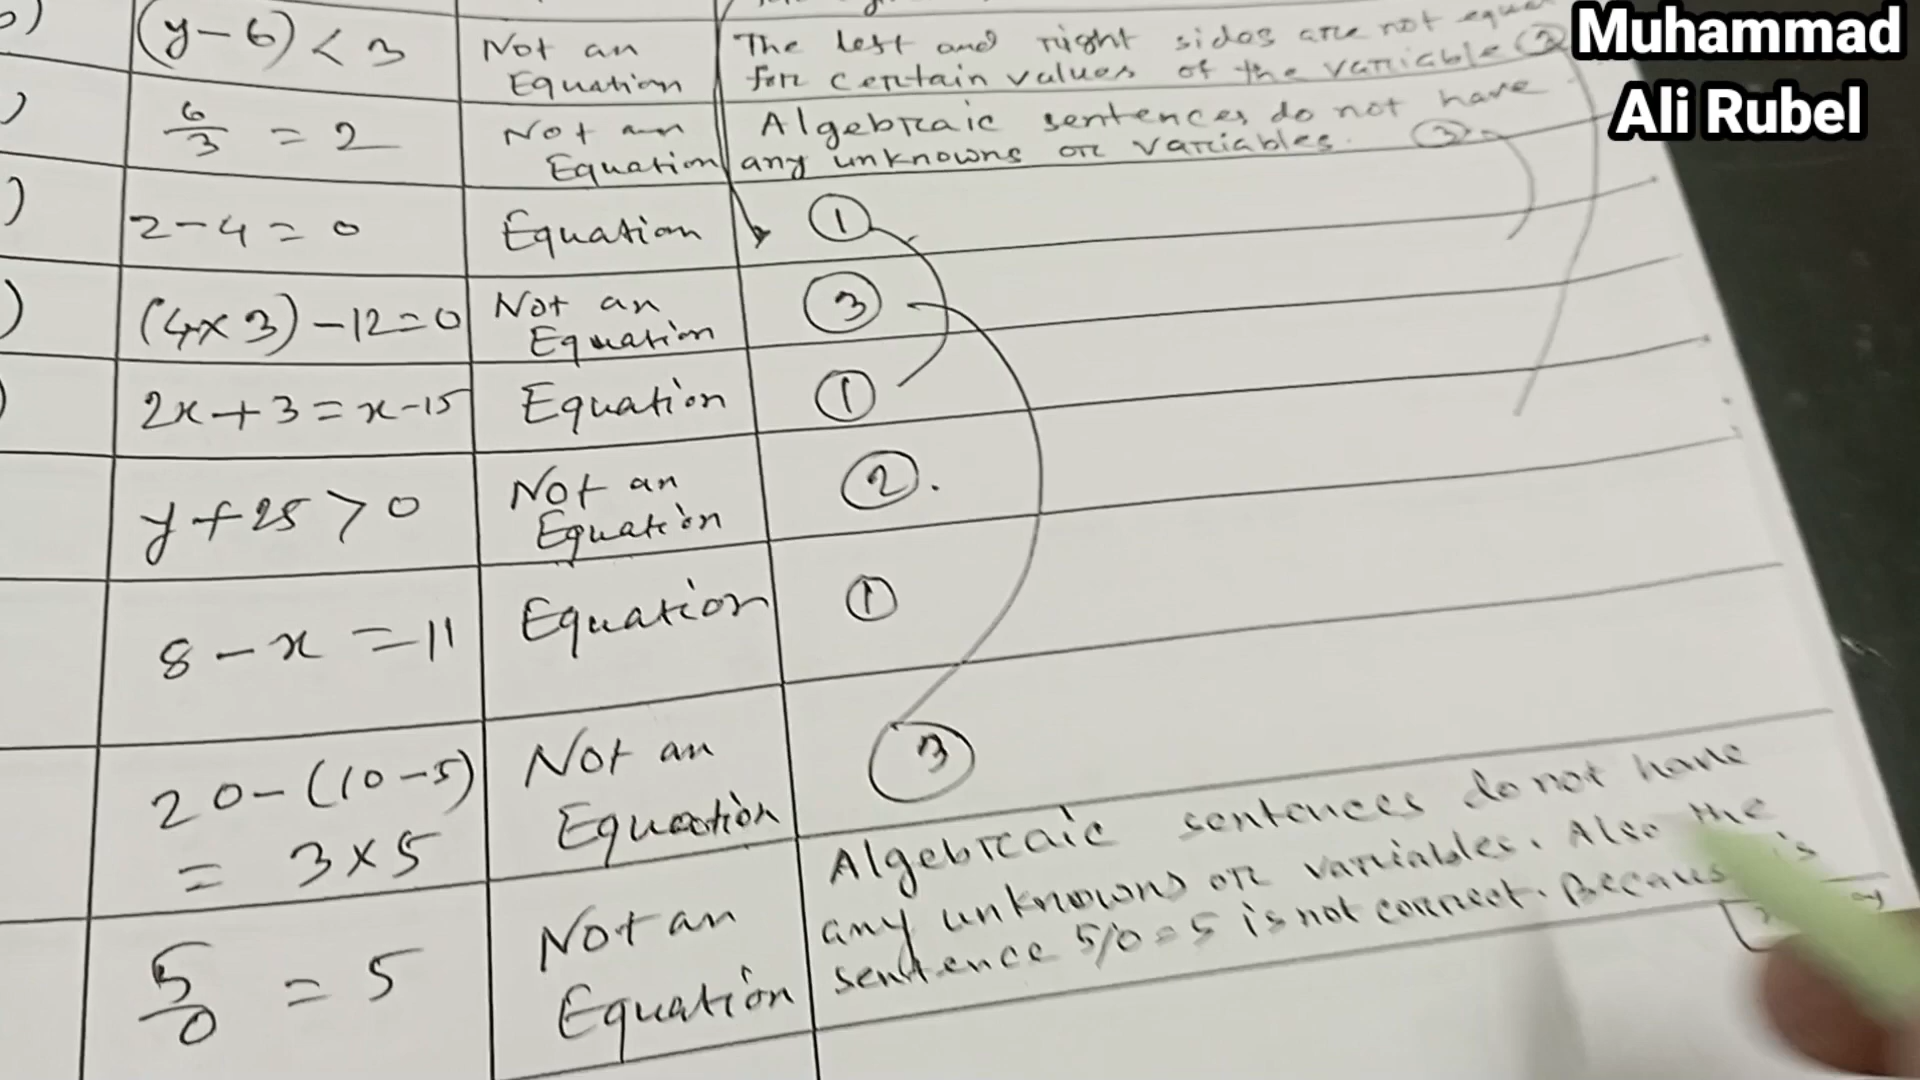 Muhammad
Ali Rubel
(y-6) < 3
Not an
Equation
The left and right sides are not equal
for certain values of the variable ②
6/3 = 2
Not an
Equation
Algebraic sentences do not have
any unknowns or variables. ③
2-4=0
Equation
①
(4×3)-12=0
Not an
Equation
③
2x+3=x-15
Equation
①
y+25>0
Not an
Equation
②.
8-x=11
Equation
①
20-(10-5)
= 3×5
Not an
Equation
③
5/0 = 5
Not an
Equation
Algebraic sentences do not have
any unknowns or variables. Also the
sentence 5/0=5 is not correct. Because is